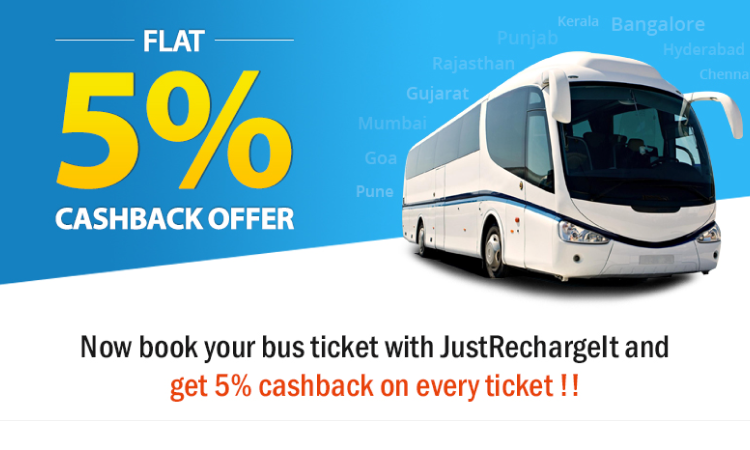 FLAT
5%
CASHBACK OFFER
Kerala
Bangalore
Punjab
Hyderabad
Rajasthan
Chenna
Gujarat
Mumbai
Goa
Pune
Now book your bus ticket with JustRechargeIt and
get 5% cashback on every ticket !!